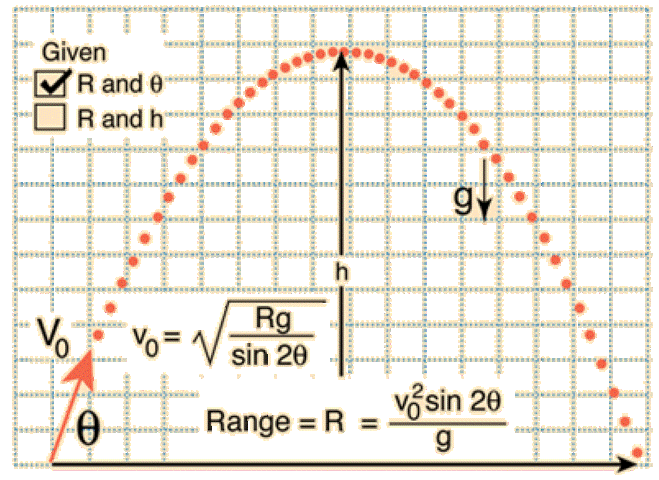 Given
R and θ
R and h
g
h
V₀
v₀ = √(Rg / sin 2θ)
θ
Range = R = v₀² sin 2θ / g